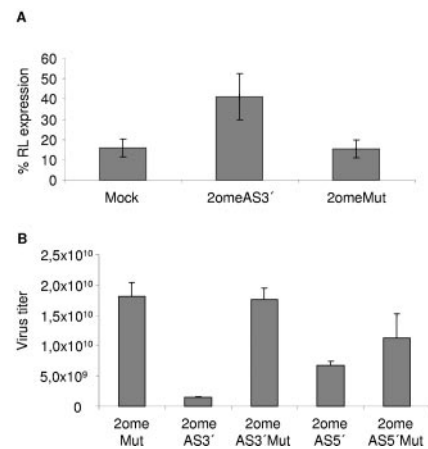 A
% RL expression
60
50
40
30
20
10
0
Mock
2omeAS3´
2omeMut
B
Virus titer
2,5x10¹⁰
2,0x10¹⁰
1,5x10¹⁰
1,0x10¹⁰
5,0x10⁹
0
2ome Mut
2ome AS3´
2ome AS3´Mut
2ome AS5´
2ome AS5´Mut